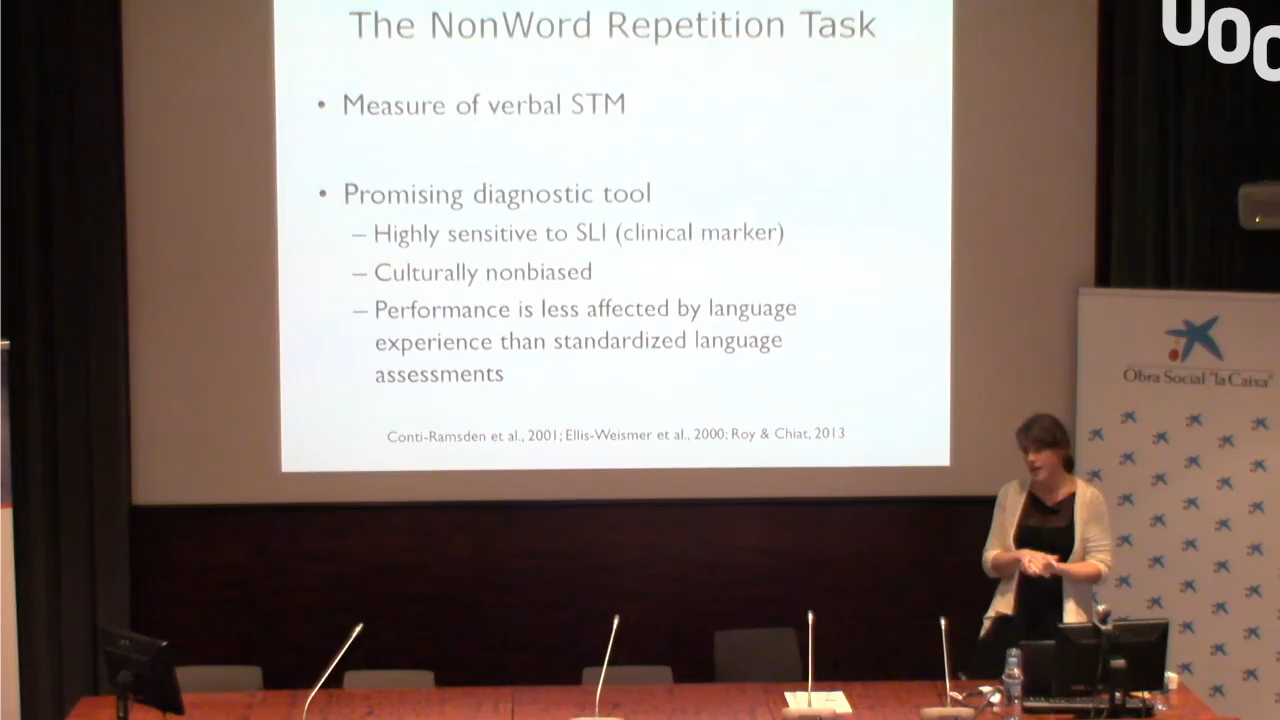 The NonWord Repetition Task
• Measure of verbal STM
• Promising diagnostic tool
– Highly sensitive to SLI (clinical marker)
– Culturally nonbiased
– Performance is less affected by language
experience than standardized language
assessments
Conti-Ramsden et al., 2001; Ellis-Weismer et al., 2000; Roy & Chiat, 2013
UOC
Obra Social "la Caixa"